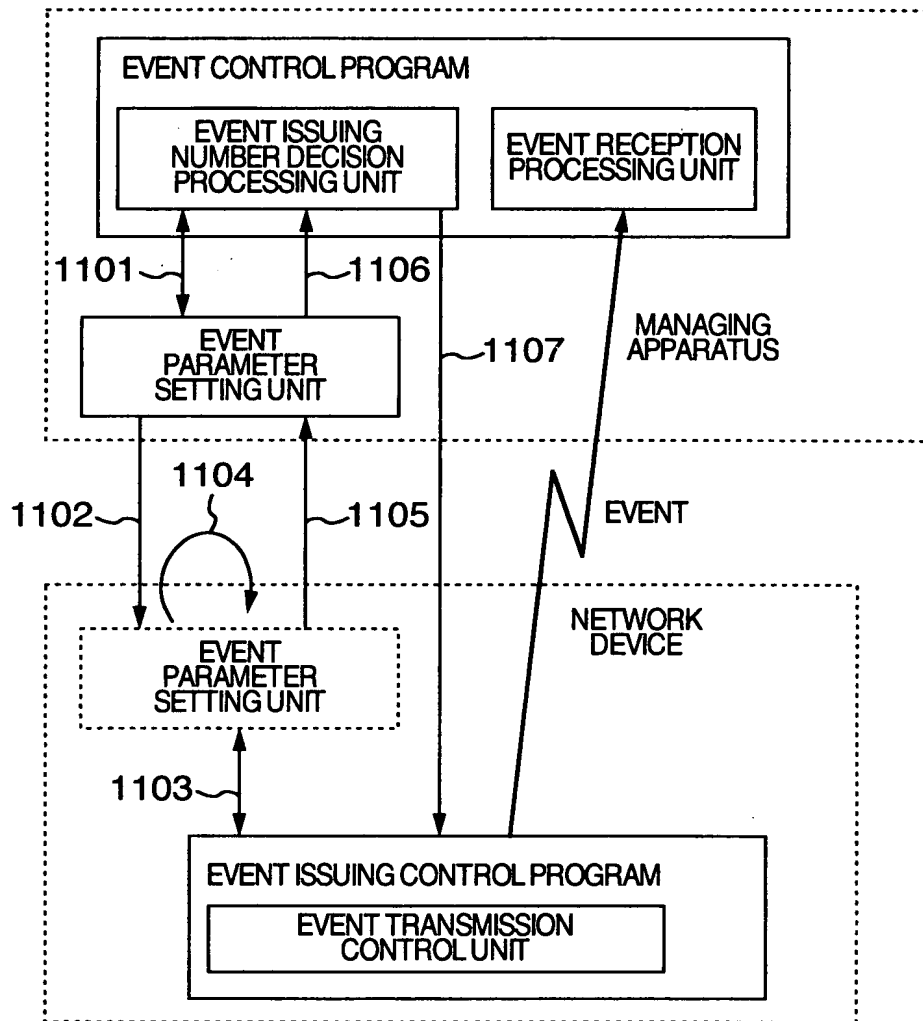 EVENT CONTROL PROGRAM
EVENT ISSUING
NUMBER DECISION
PROCESSING UNIT
EVENT RECEPTION
PROCESSING UNIT
1101
1106
EVENT
PARAMETER
SETTING UNIT
1107
MANAGING
APPARATUS
1104
1102
1105
EVENT
NETWORK
DEVICE
EVENT
PARAMETER
SETTING UNIT
1103
EVENT ISSUING CONTROL PROGRAM
EVENT TRANSMISSION
CONTROL UNIT